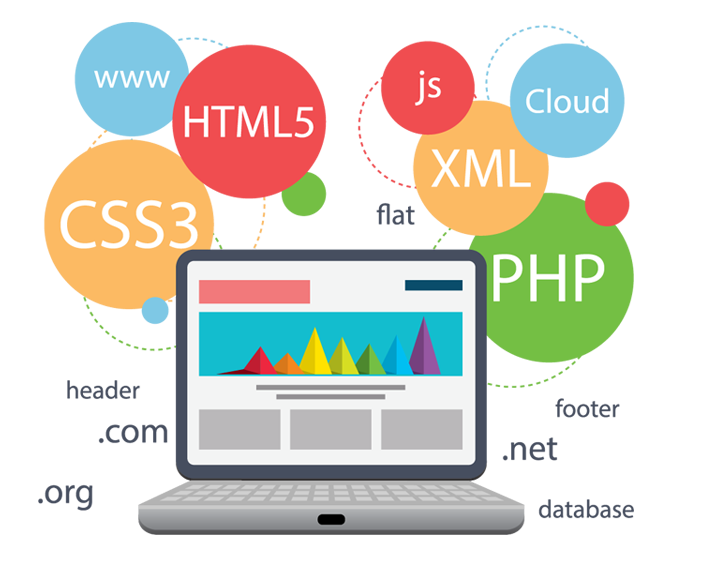 www
HTML5
CSS3
js
Cloud
XML
flat
PHP
header
.com
.org
footer
.net
database